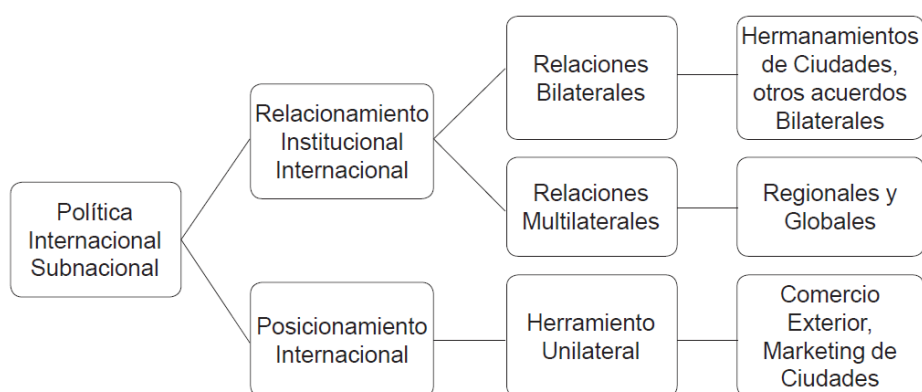 Política
Internacional
Subnacional
Relacionamiento
Institucional
Internacional
Relaciones
Bilaterales
Hermanamientos
de Ciudades,
otros acuerdos
Bilaterales
Relaciones
Multilaterales
Regionales y
Globales
Posicionamiento
Internacional
Herramiento
Unilateral
Comercio
Exterior,
Marketing de
Ciudades